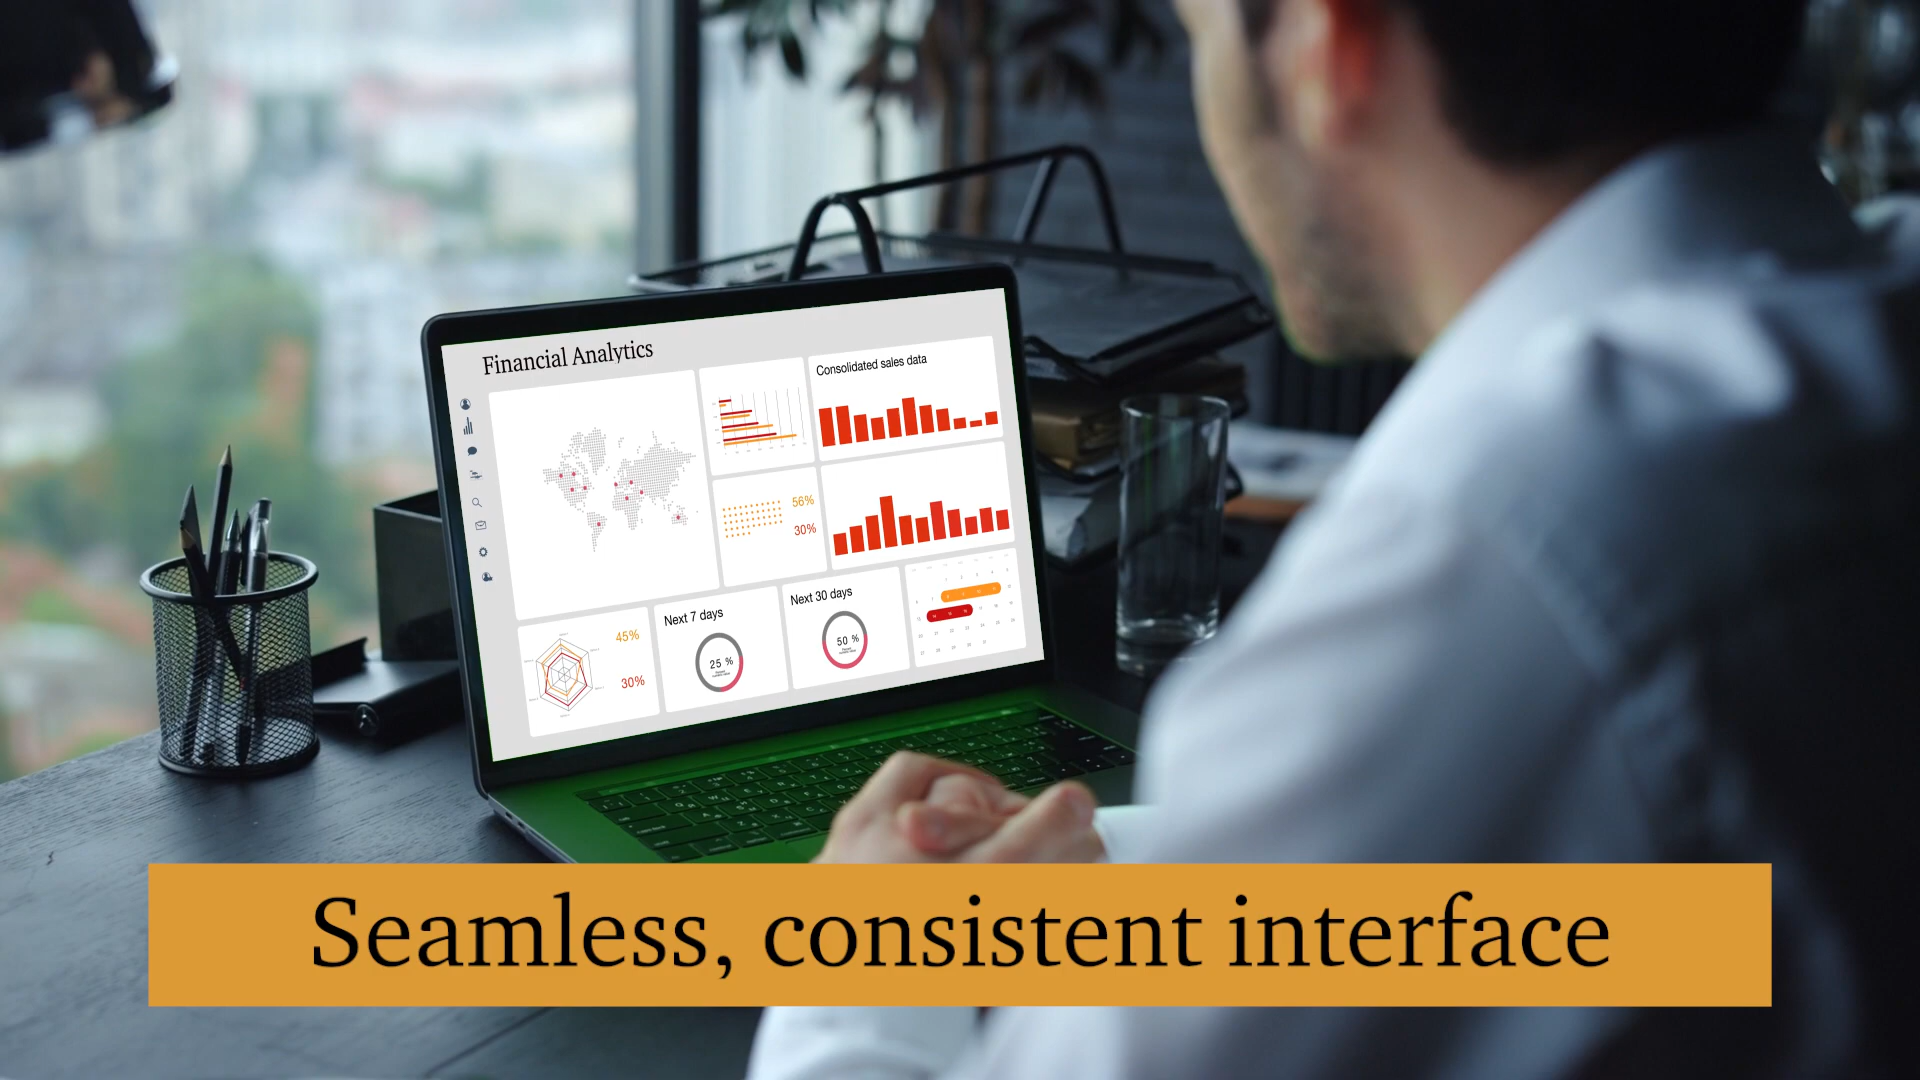 Financial Analytics
Consolidated sales data
56%
30%
45%
30%
Next 7 days
25 %
Next 30 days
50 %
Seamless, consistent interface